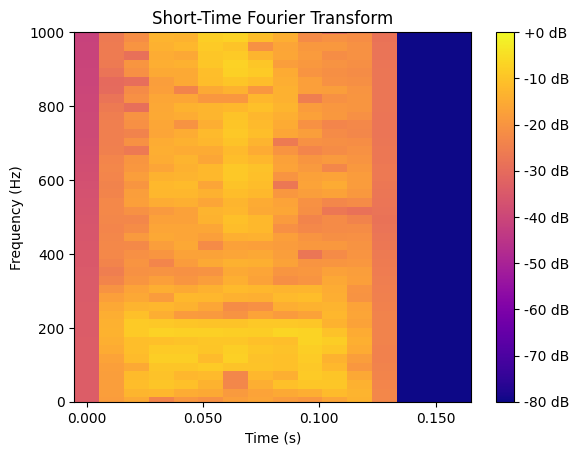 Short-Time Fourier Transform
Frequency (Hz)
1000
800
600
400
200
0
0.000
0.050
0.100
0.150
Time (s)
+0 dB
-10 dB
-20 dB
-30 dB
-40 dB
-50 dB
-60 dB
-70 dB
-80 dB